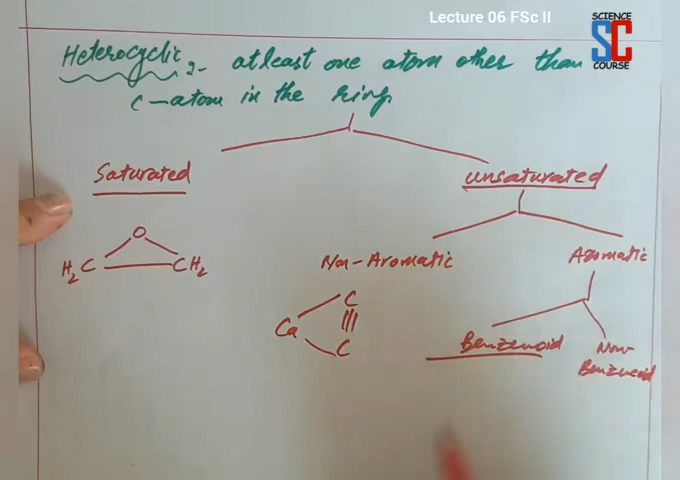 Lecture 06 FSc II
SCIENCE
SC
COURSE
Heterocyclic :- atleast one atom other than
C-atom in the ring
Saturated
unsaturated
O
H2C CH2
Non-Aromatic
Aromatic
Ca
C
C
Benzenoid
Non
Benzenoid